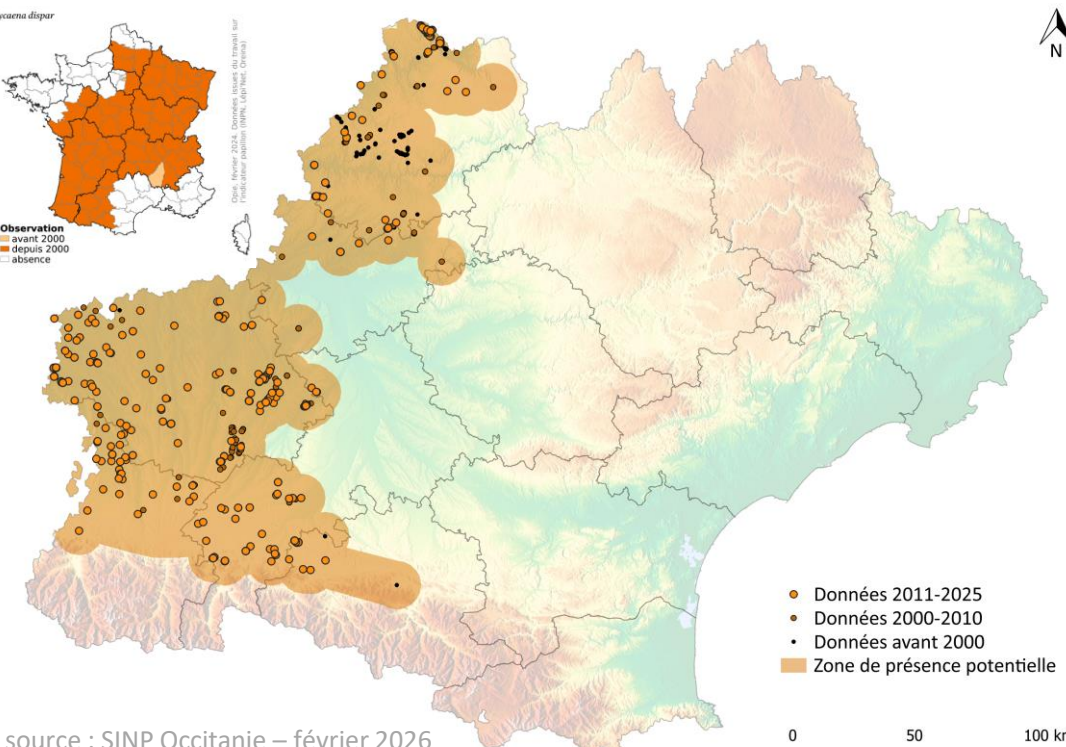 ycaena dispar
Observation
avant 2000
depuis 2000
absence
Opie, février 2024. Données issues du travail sur
l'indicateur papillon (INPN, Lépi'Net, Oreina)
N
Données 2011-2025
Données 2000-2010
Données avant 2000
Zone de présence potentielle
0 50 100 km
source : SINP Occitanie – février 2026